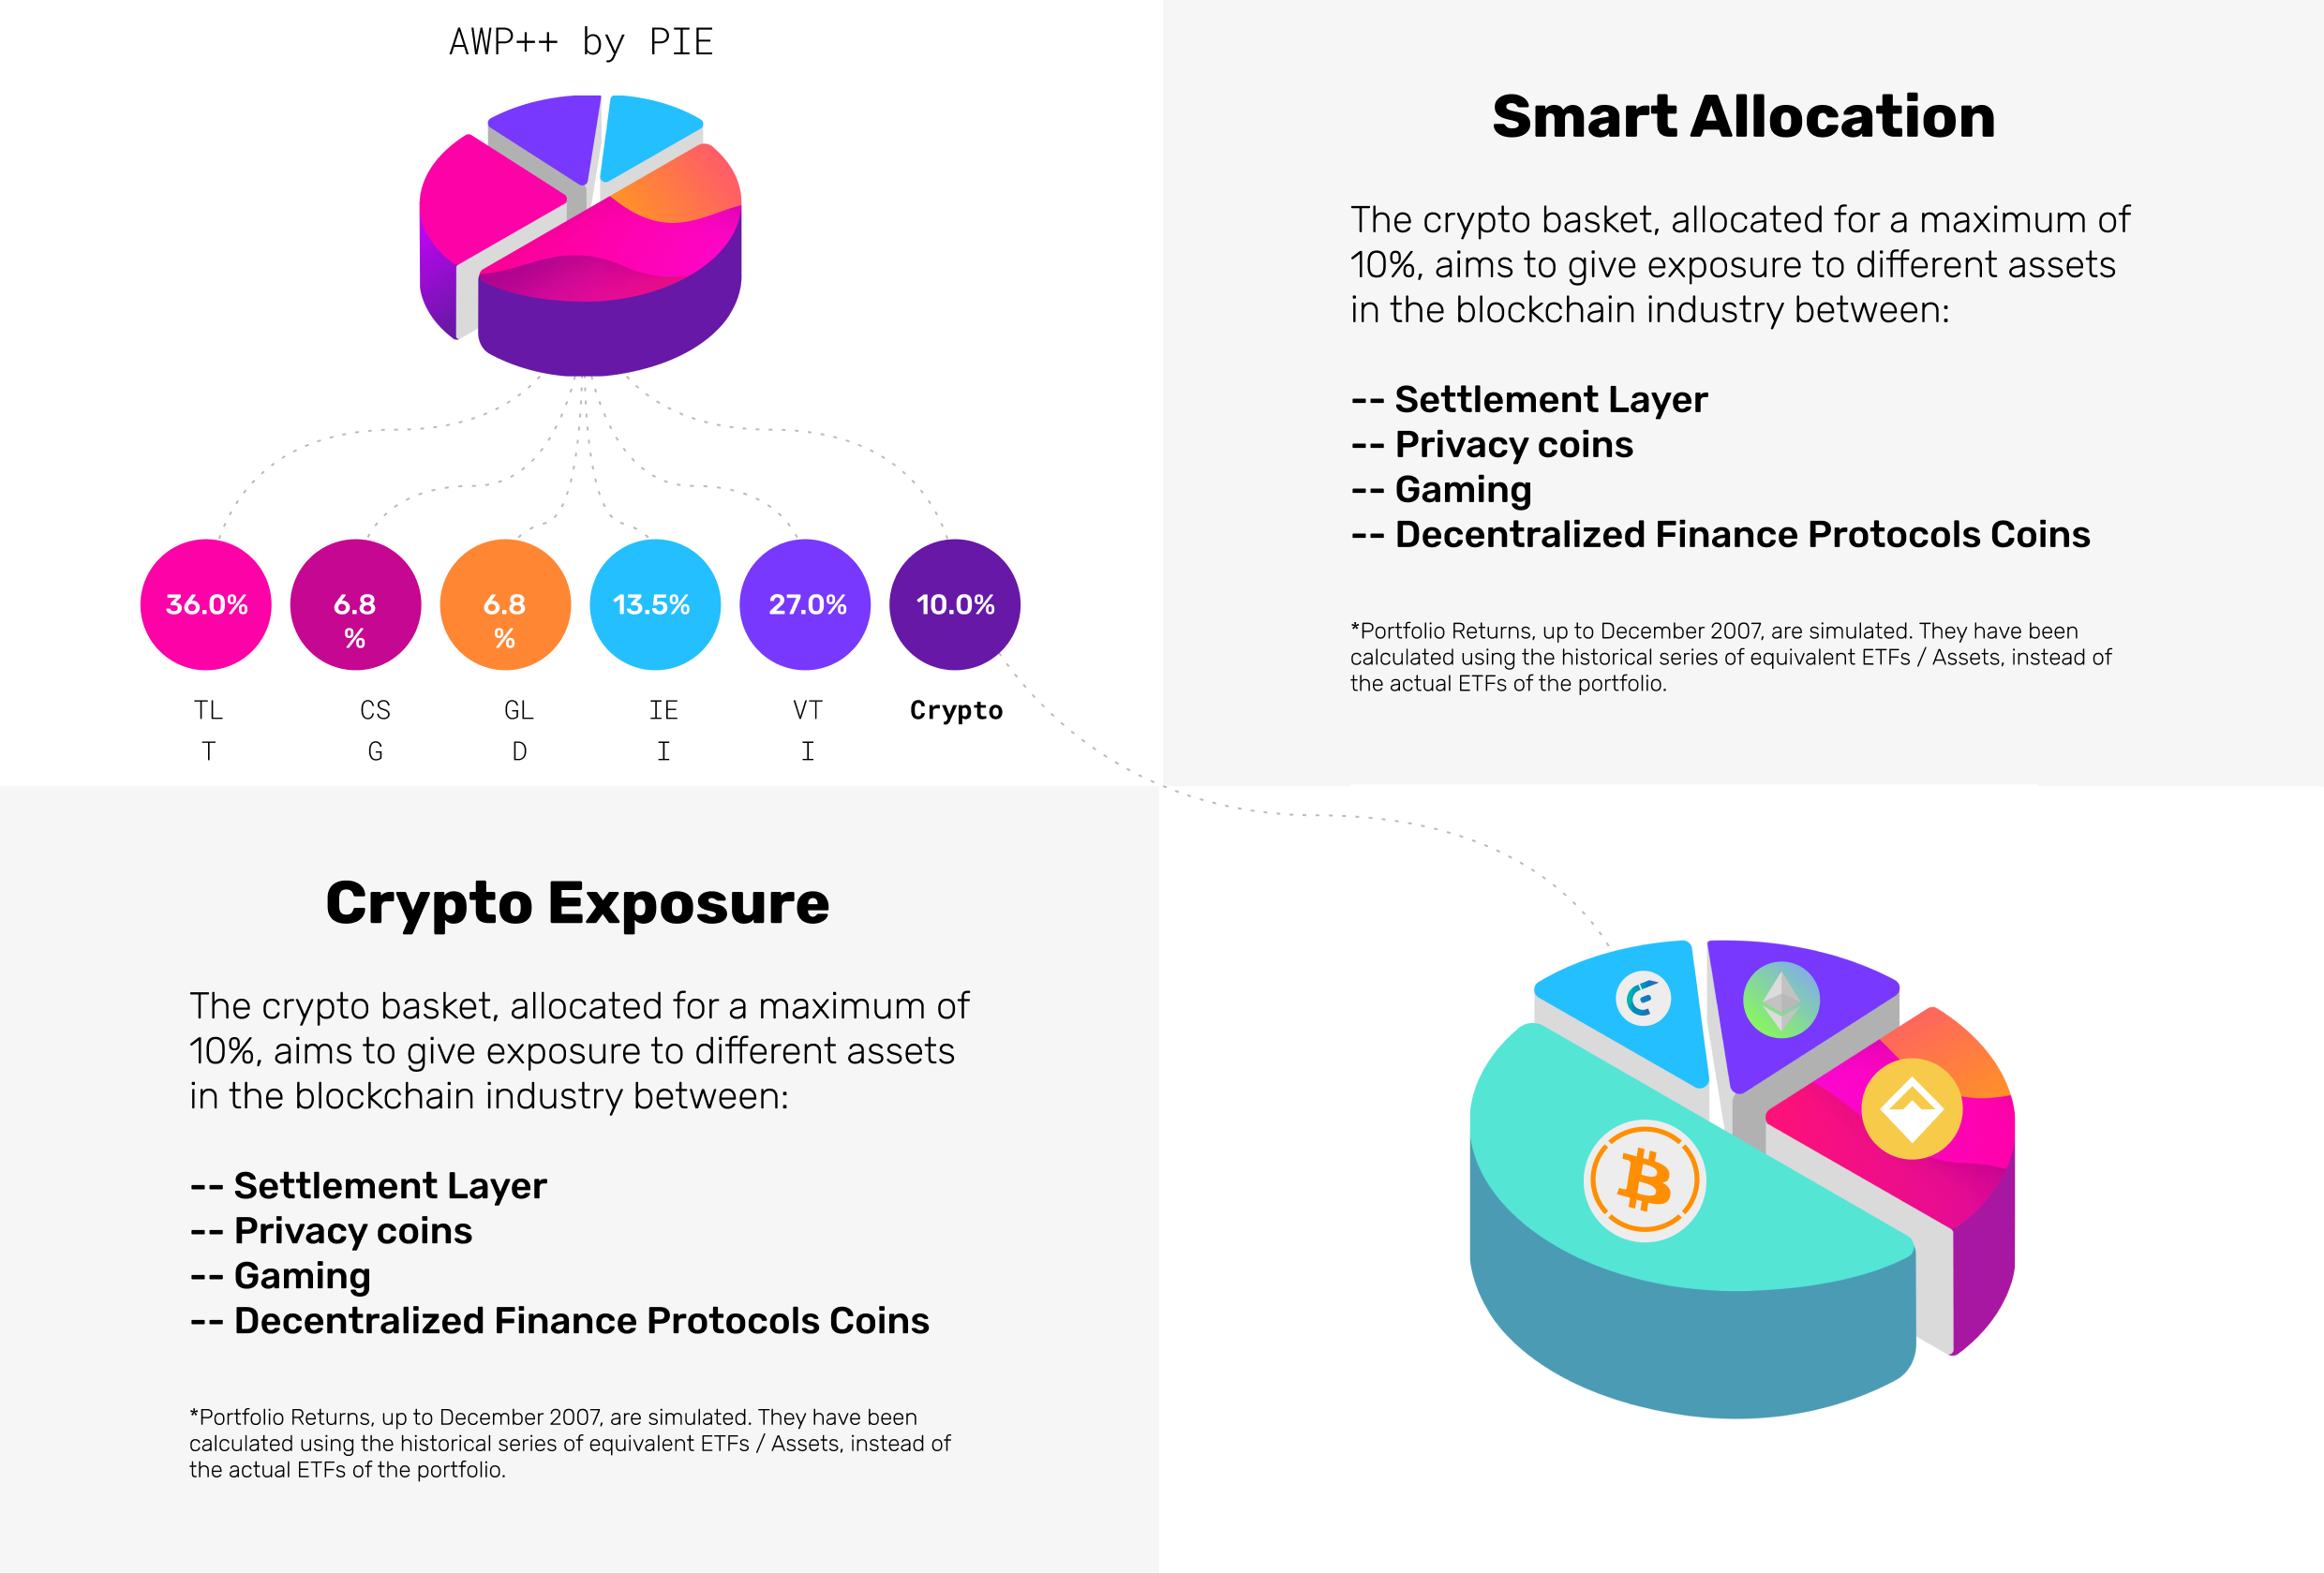 AWP++ by PIE
36.0%
6.8
%
6.8
%
13.5%
27.0%
10.0%
TL
T
CS
G
GL
D
IE
I
VT
I
Crypto
Smart Allocation
The crypto basket, allocated for a maximum of
10%, aims to give exposure to different assets
in the blockchain industry between:
-- Settlement Layer
-- Privacy coins
-- Gaming
-- Decentralized Finance Protocols Coins
*Portfolio Returns, up to December 2007, are simulated. They have been
calculated using the historical series of equivalent ETFs / Assets, instead of
the actual ETFs of the portfolio.
Crypto Exposure
The crypto basket, allocated for a maximum of
10%, aims to give exposure to different assets
in the blockchain industry between:
-- Settlement Layer
-- Privacy coins
-- Gaming
-- Decentralized Finance Protocols Coins
*Portfolio Returns, up to December 2007, are simulated. They have been
calculated using the historical series of equivalent ETFs / Assets, instead of
the actual ETFs of the portfolio.